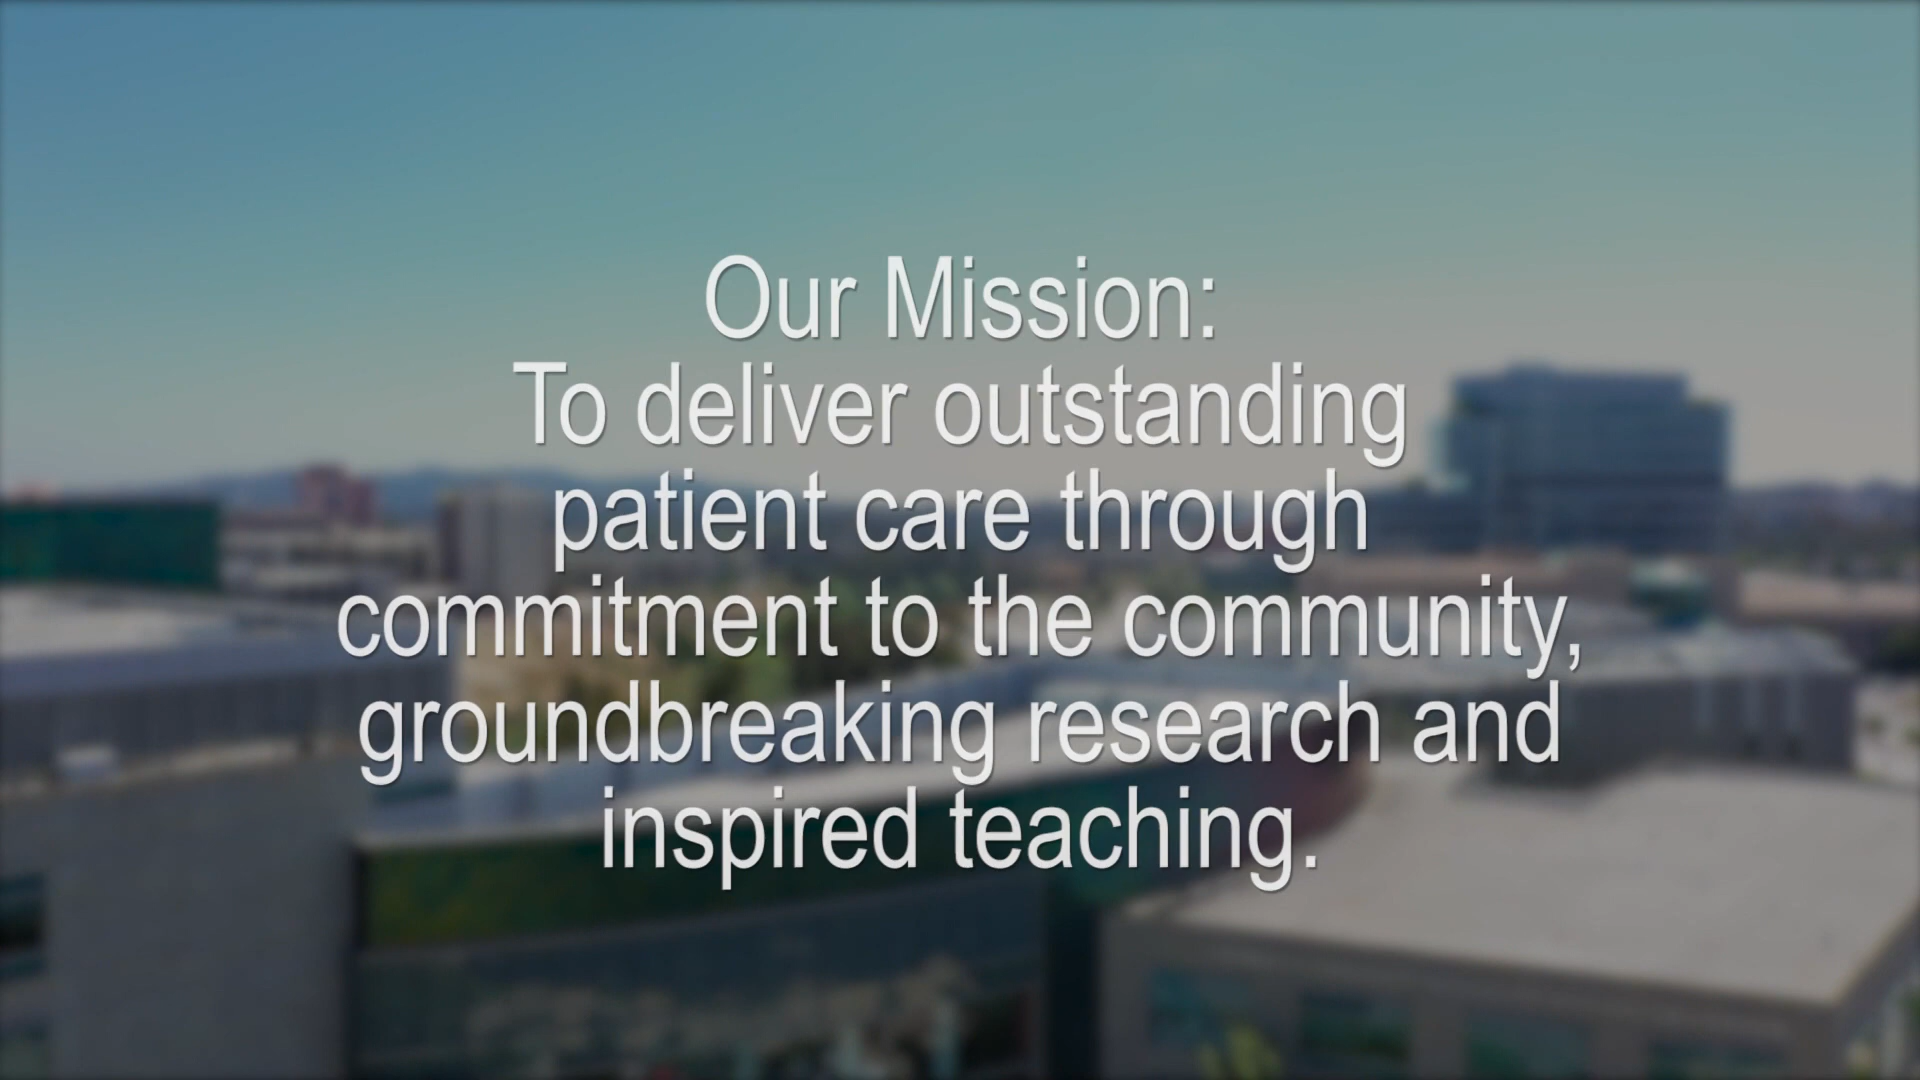 Our Mission:
To deliver outstanding
patient care through
commitment to the community,
groundbreaking research and
inspired teaching.